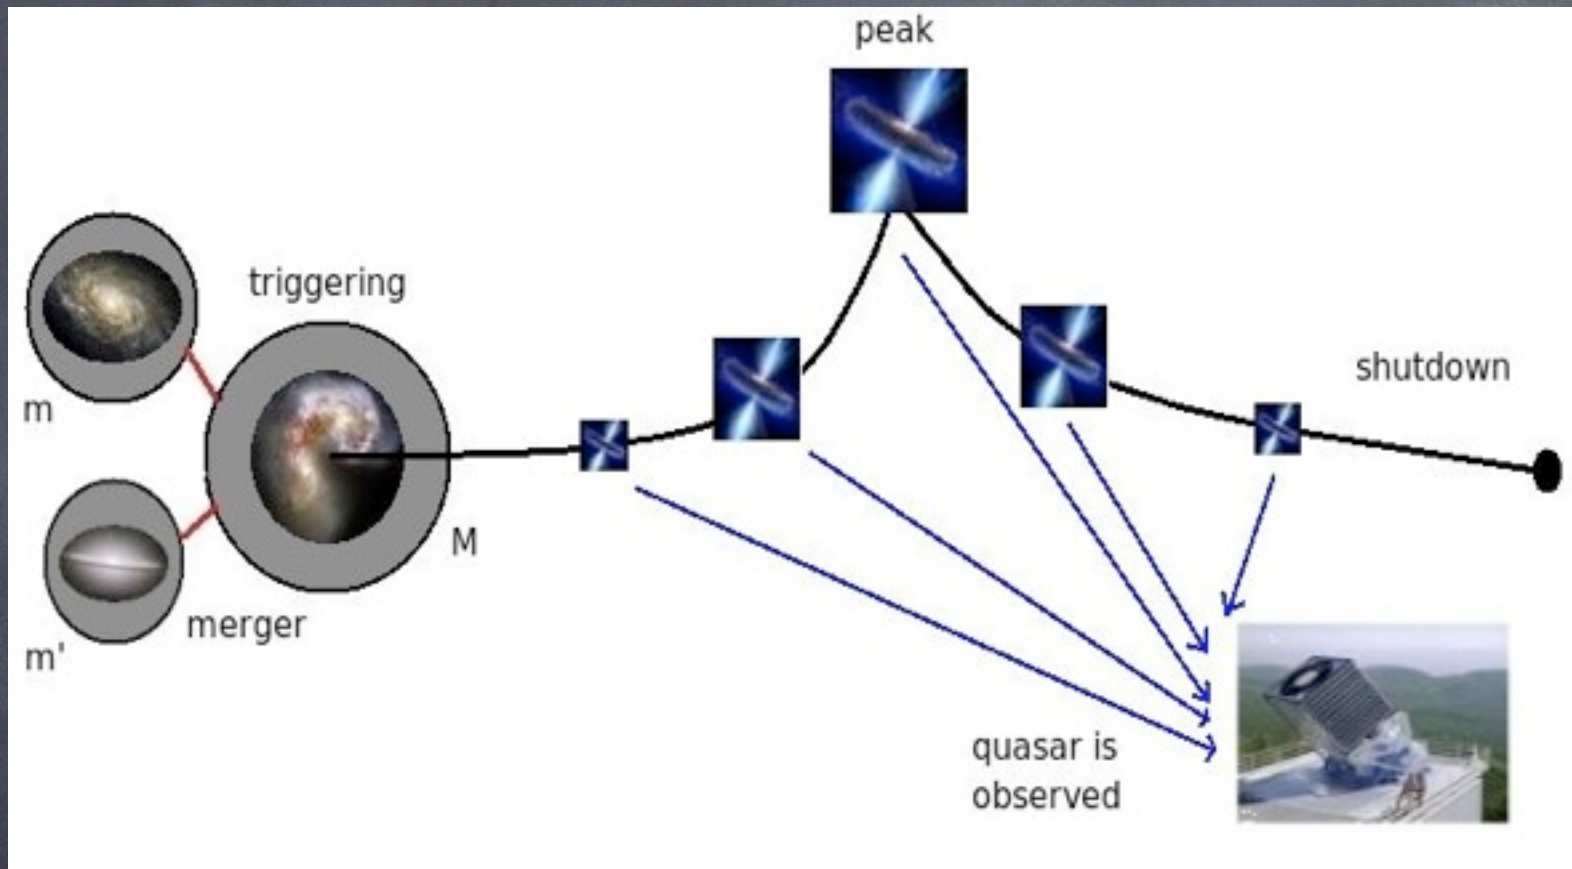 peak
triggering
m
merger
m'
M
shutdown
quasar is
observed